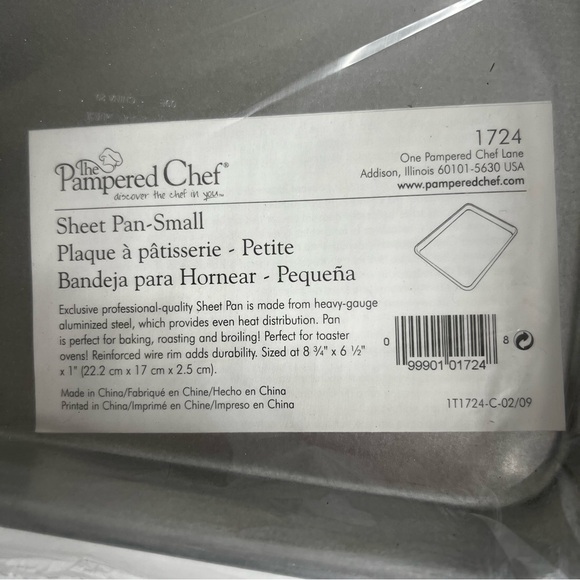 1724
One Pampered Chef Lane
Addison, Illinois 60101-5630 USA
www.pamperedchef.com
The
Pampered Chef®
discover the chef in you™
Sheet Pan-Small
Plaque à pâtisserie - Petite
Bandeja para Hornear - Pequeña
Exclusive professional-quality Sheet Pan is made from heavy-gauge
aluminized steel, which provides even heat distribution. Pan
is perfect for baking, roasting and broiling! Perfect for toaster
ovens! Reinforced wire rim adds durability. Sized at 8 ¾" x 6 ½"
x 1" (22.2 cm x 17 cm x 2.5 cm).
0 99901 01724 8
Made in China/Fabriqué en Chine/Hecho en China
Printed in China/Imprimé en Chine/Impreso en China
1T1724-C-02/09